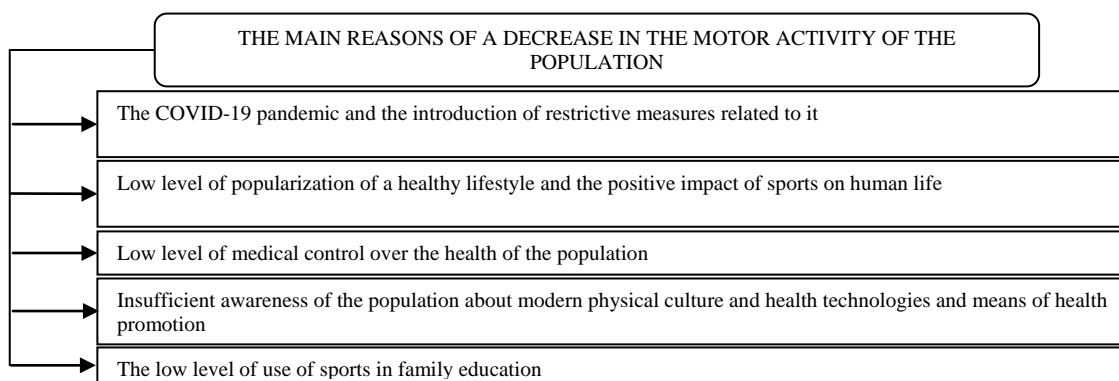 THE MAIN REASONS OF A DECREASE IN THE MOTOR ACTIVITY OF THE
POPULATION
The COVID-19 pandemic and the introduction of restrictive measures related to it
Low level of popularization of a healthy lifestyle and the positive impact of sports on human life
Low level of medical control over the health of the population
Insufficient awareness of the population about modern physical culture and health technologies and means of health
promotion
The low level of use of sports in family education